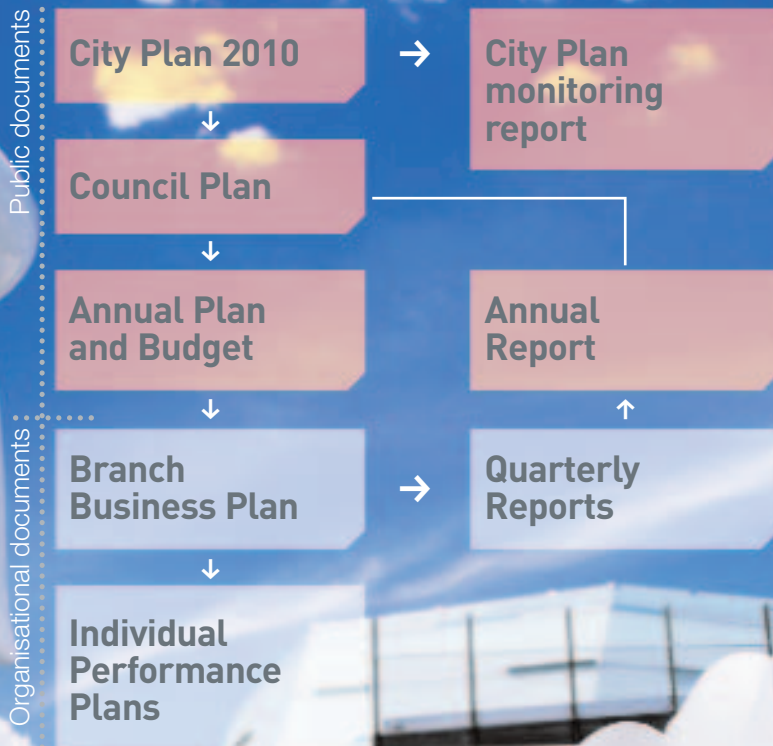 Public documents
City Plan 2010
City Plan
monitoring
report
Council Plan
Annual Plan
and Budget
Annual
Report
Organisational documents
Branch
Business Plan
Quarterly
Reports
Individual
Performance
Plans